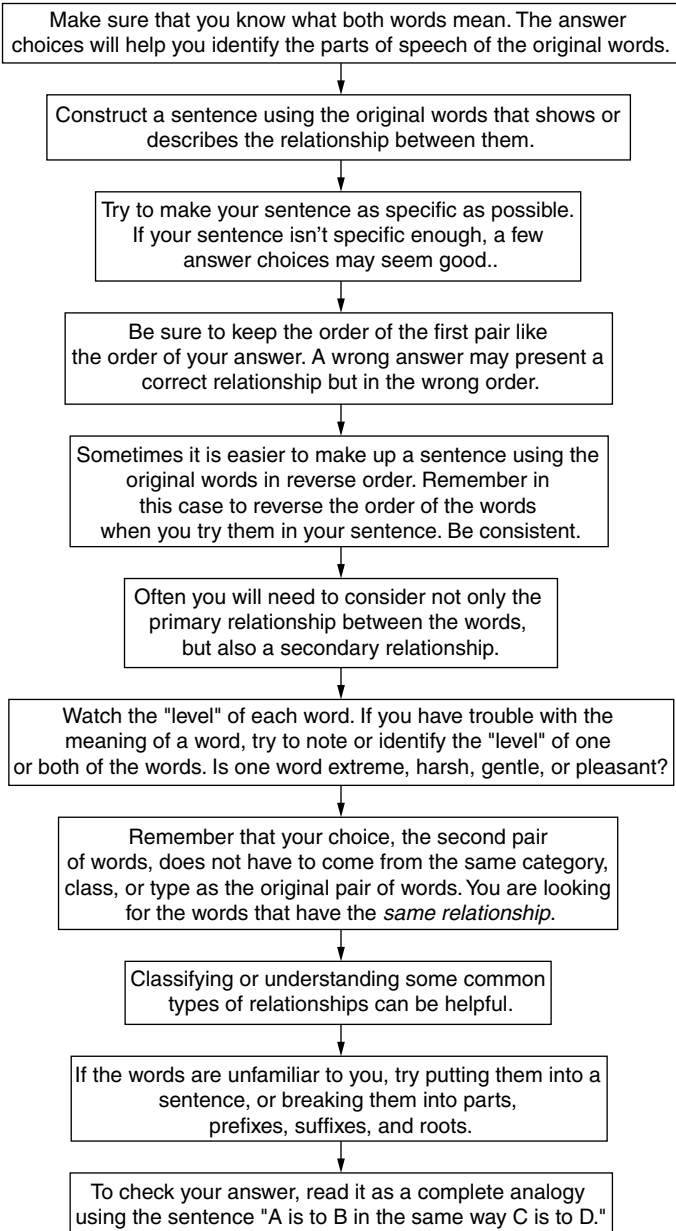 Make sure that you know what both words mean. The answer
choices will help you identify the parts of speech of the original words.
Construct a sentence using the original words that shows or
describes the relationship between them.
Try to make your sentence as specific as possible.
If your sentence isn't specific enough, a few
answer choices may seem good..
Be sure to keep the order of the first pair like
the order of your answer. A wrong answer may present a
correct relationship but in the wrong order.
Sometimes it is easier to make up a sentence using the
original words in reverse order. Remember in
this case to reverse the order of the words
when you try them in your sentence. Be consistent.
Often you will need to consider not only the
primary relationship between the words,
but also a secondary relationship.
Watch the "level" of each word. If you have trouble with the
meaning of a word, try to note or identify the "level" of one
or both of the words. Is one word extreme, harsh, gentle, or pleasant?
Remember that your choice, the second pair
of words, does not have to come from the same category,
class, or type as the original pair of words. You are looking
for the words that have the same relationship.
Classifying or understanding some common
types of relationships can be helpful.
If the words are unfamiliar to you, try putting them into a
sentence, or breaking them into parts,
prefixes, suffixes, and roots.
To check your answer, read it as a complete analogy
using the sentence "A is to B in the same way C is to D."